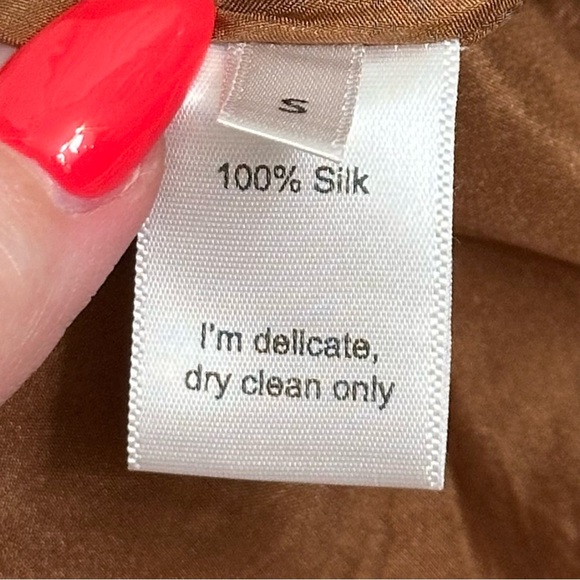 S
100% Silk
I'm delicate,
dry clean only